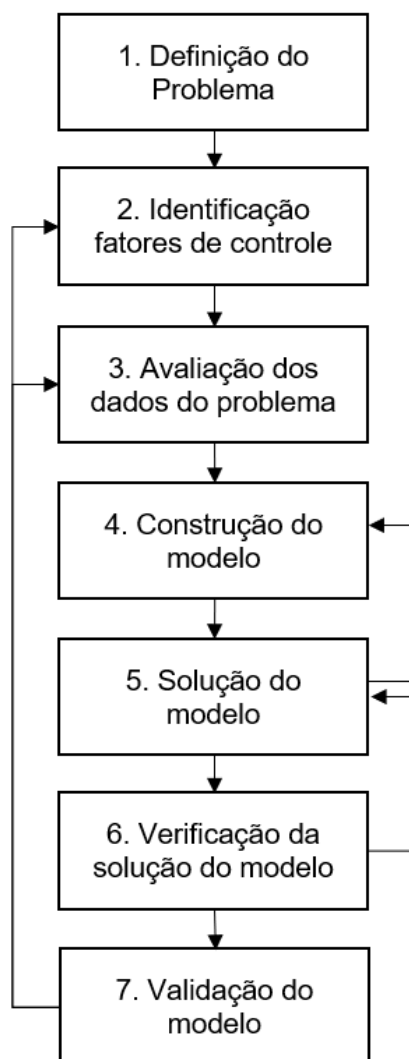 1. Definição do
Problema
2. Identificação
fatores de controle
3. Avaliação dos
dados do problema
4. Construção do
modelo
5. Solução do
modelo
6. Verificação da
solução do modelo
7. Validação do
modelo